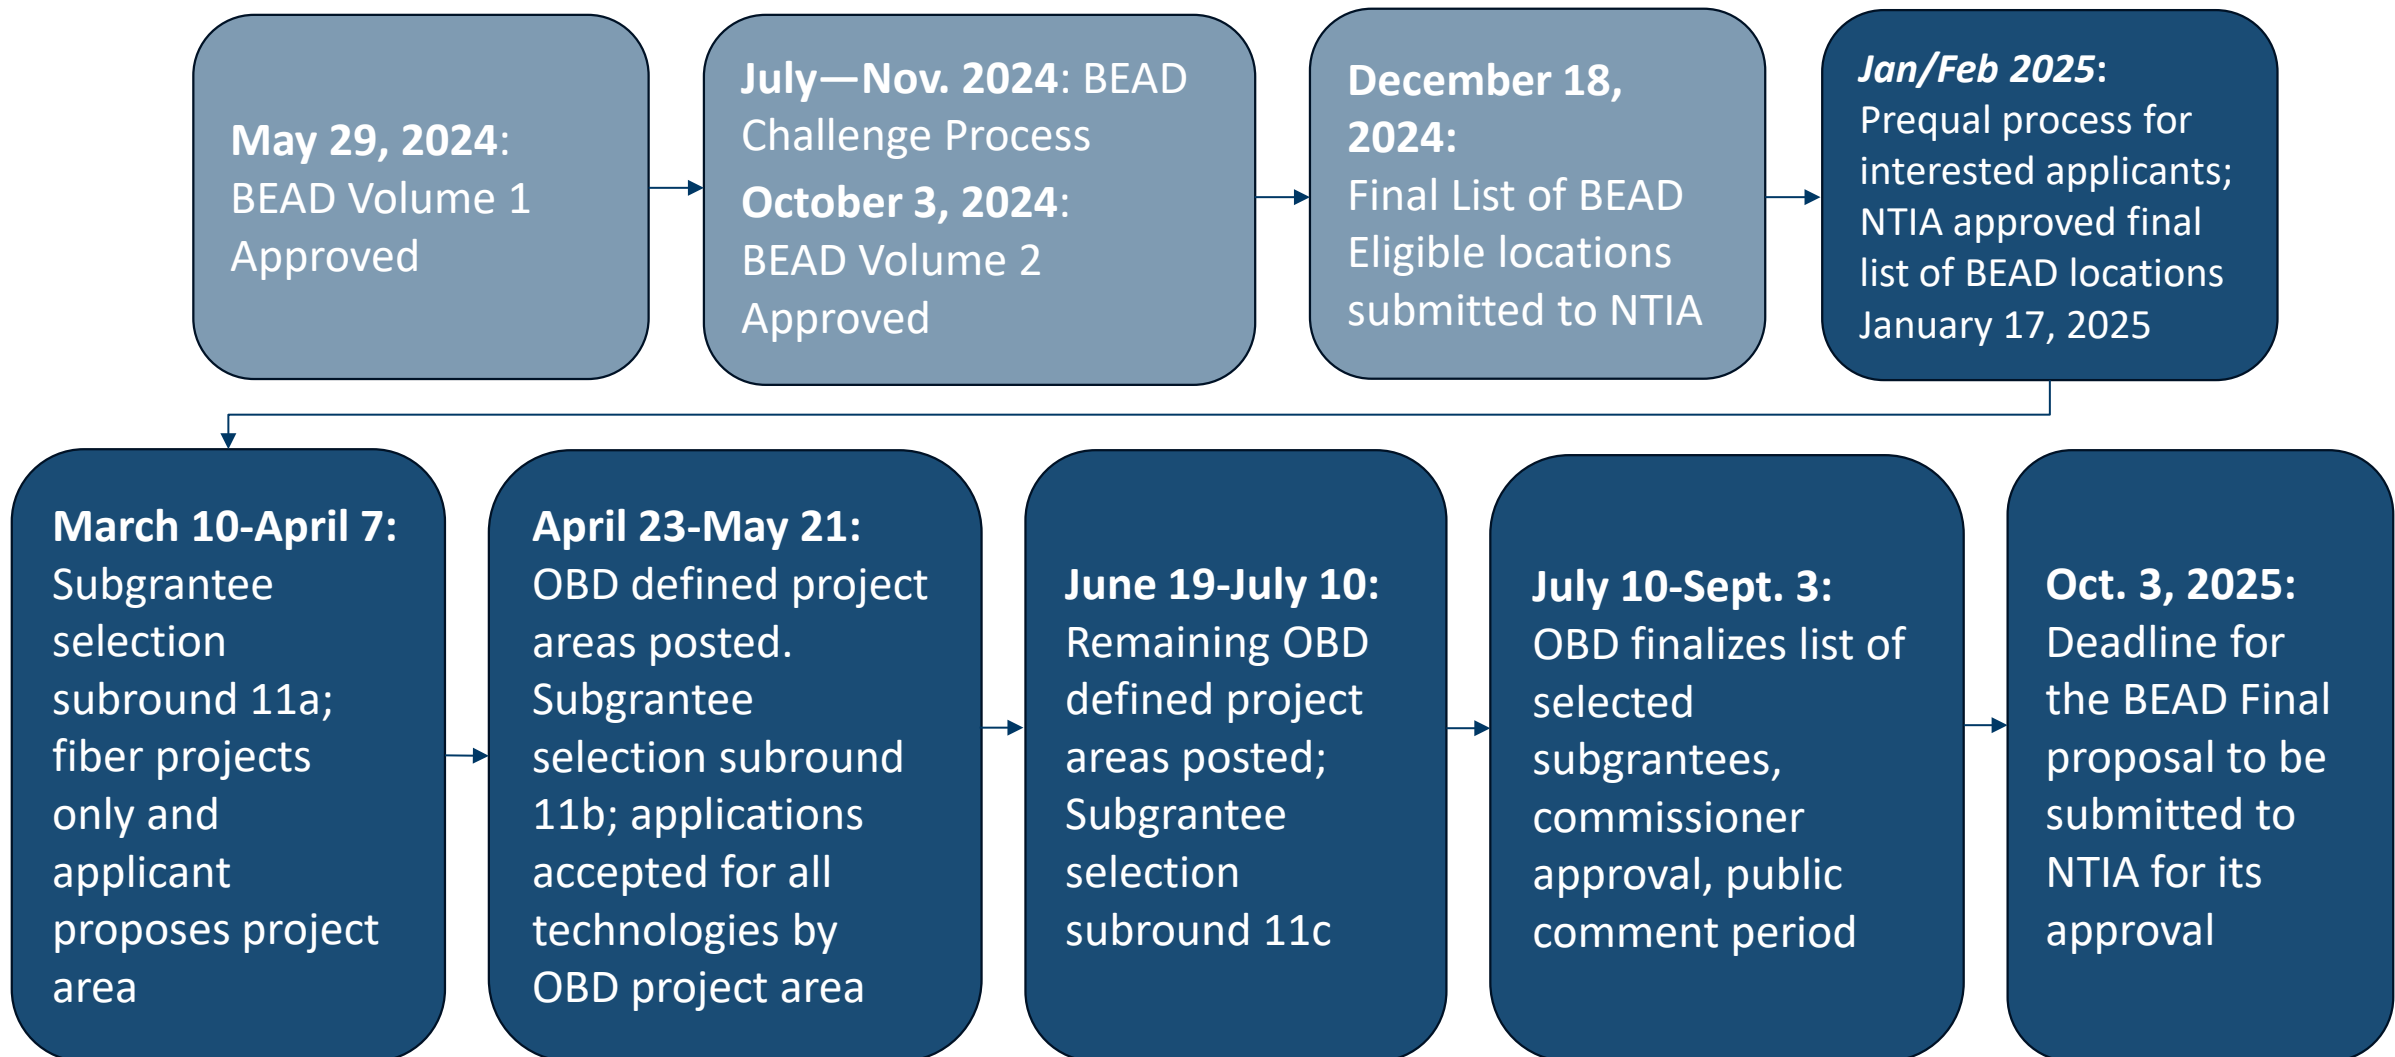 May 29, 2024:
BEAD Volume 1
Approved
July—Nov. 2024: BEAD
Challenge Process
October 3, 2024:
BEAD Volume 2
Approved
December 18,
2024:
Final List of BEAD
Eligible locations
submitted to NTIA
Jan/Feb 2025:
Prequal process for
interested applicants;
NTIA approved final
list of BEAD locations
January 17, 2025
March 10-April 7:
Subgrantee
selection
subround 11a;
fiber projects
only and
applicant
proposes project
area
April 23-May 21:
OBD defined project
areas posted.
Subgrantee
selection subround
11b; applications
accepted for all
technologies by
OBD project area
June 19-July 10:
Remaining OBD
defined project
areas posted;
Subgrantee
selection
subround 11c
July 10-Sept. 3:
OBD finalizes list of
selected
subgrantees,
commissioner
approval, public
comment period
Oct. 3, 2025:
Deadline for
the BEAD Final
proposal to be
submitted to
NTIA for its
approval